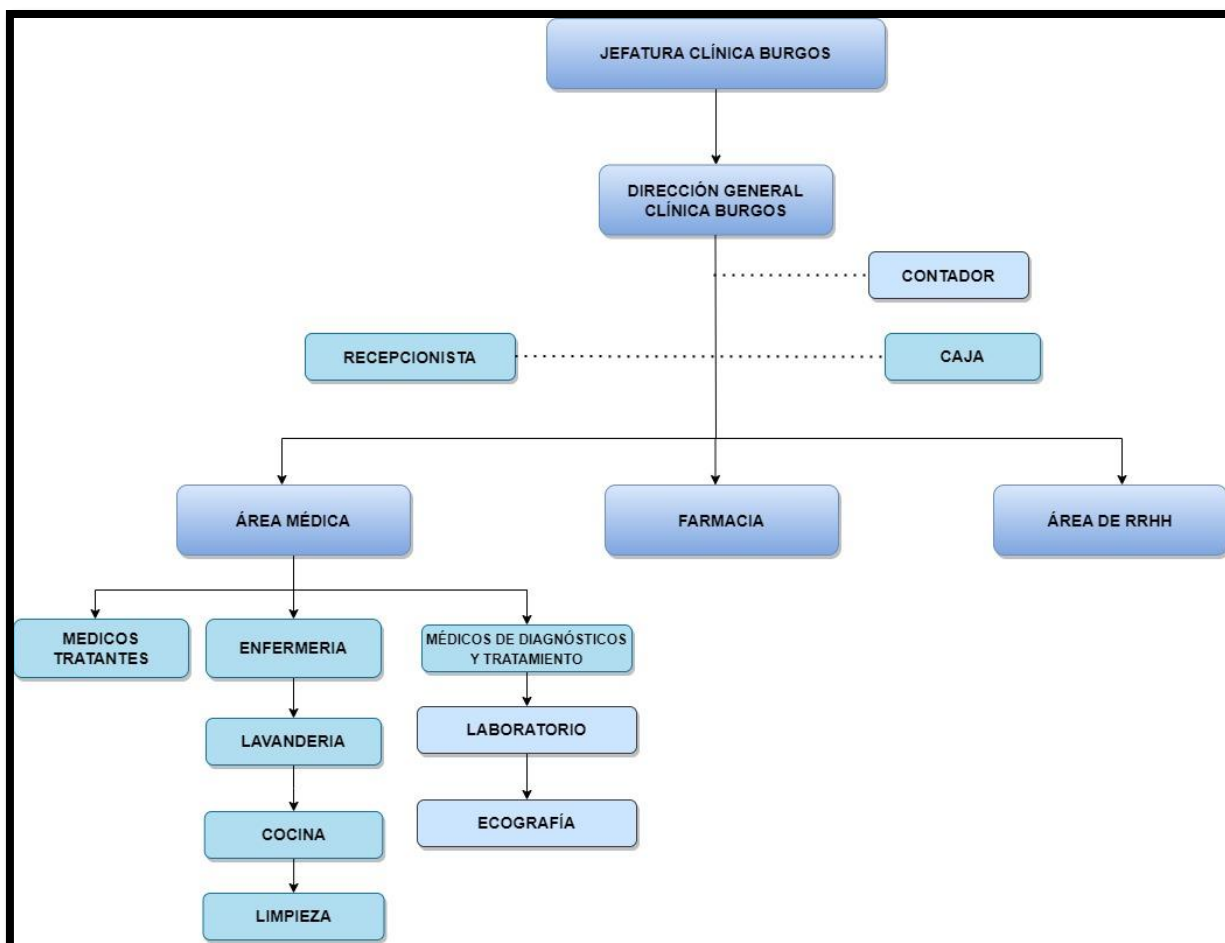 JEFATURA CLÍNICA BURGOS
DIRECCIÓN GENERAL
CLÍNICA BURGOS
CONTADOR
RECEPCIONISTA
CAJA
ÁREA MÉDICA
FARMACIA
ÁREA DE RRHH
MEDICOS
TRATANTES
ENFERMERIA
MÉDICOS DE DIAGNÓSTICOS
Y TRATAMIENTO
LAVANDERIA
LABORATORIO
COCINA
ECOGRAFÍA
LIMPIEZA